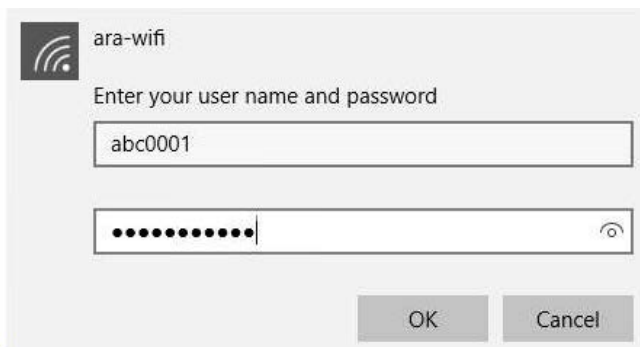 ara-wifi
Enter your user name and password
abc0001
●●●●●●●●●●●
OK
Cancel